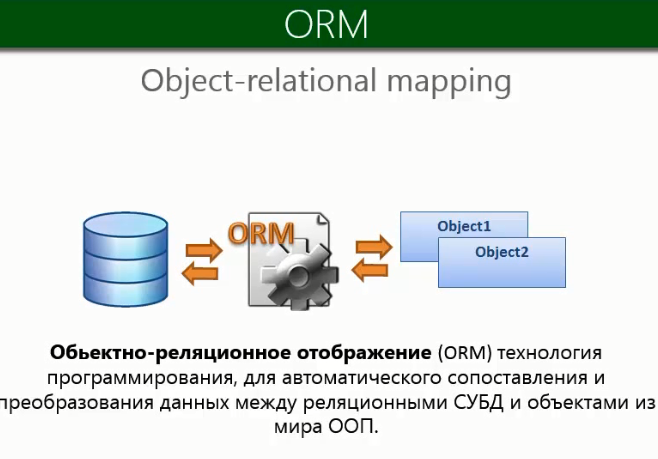 ORM
Object-relational mapping
ORM
Object1
Object2
Обьектно-реляционное отображение (ORM) технология
программирования, для автоматического сопоставления и
преобразования данных между реляционными СУБД и объектами из
мира ООП.